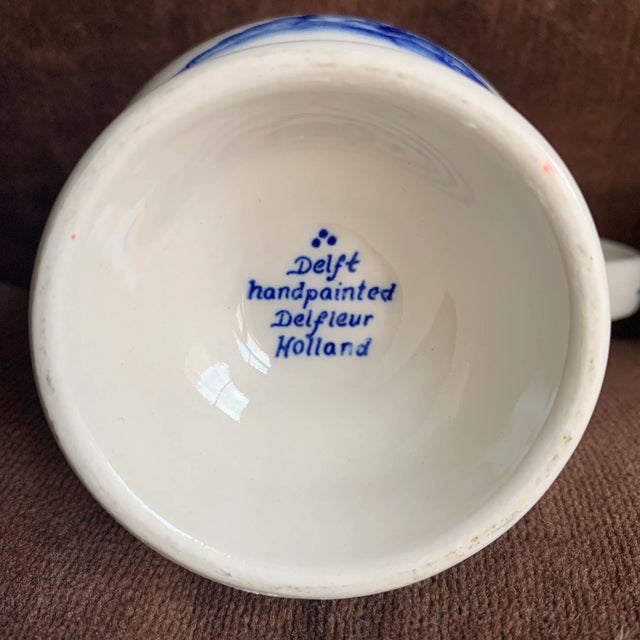 Delft
handpainted
Delfleur
Holland